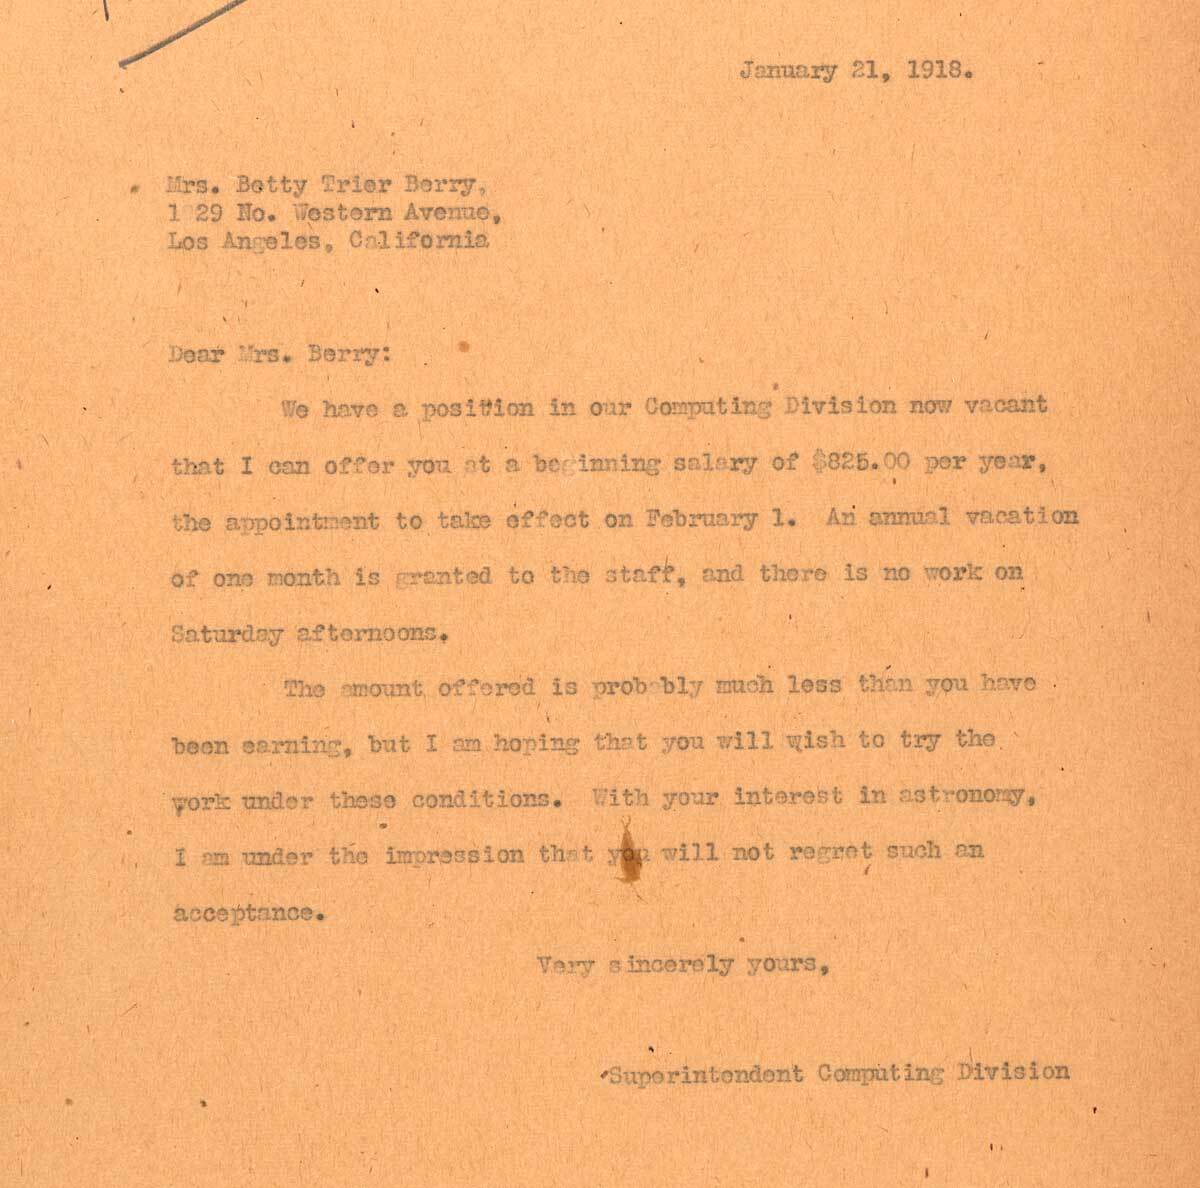 January 21, 1918.
Mrs. Betty Trier Berry,
No. Western Avenue,
Los Angeles, California
Dear Mrs. Berry:
We have a position in our Computing Division now vacant
that I can offer you at a beginning salary of $825.00 per year,
the appointment to take effect on February 1. An annual vacation
of one month is granted to the staff, and there is no work on
Saturday afternoons.
The amount offered is probably much less than you have
been earning, but I am hoping that you will wish to try the
work under these conditions. With your interest in astronomy,
I am under the impression that you will not regret such an
acceptance.
Very sincerely yours,
Superintendent Computing Division